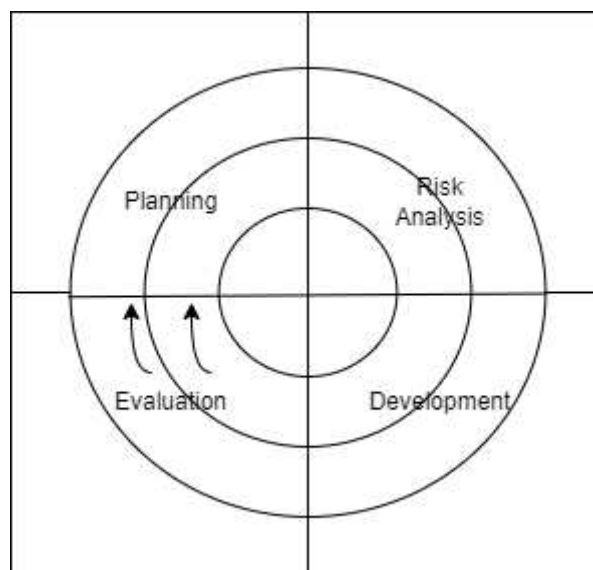 Planning
Risk
Analysis
Evaluation
Development